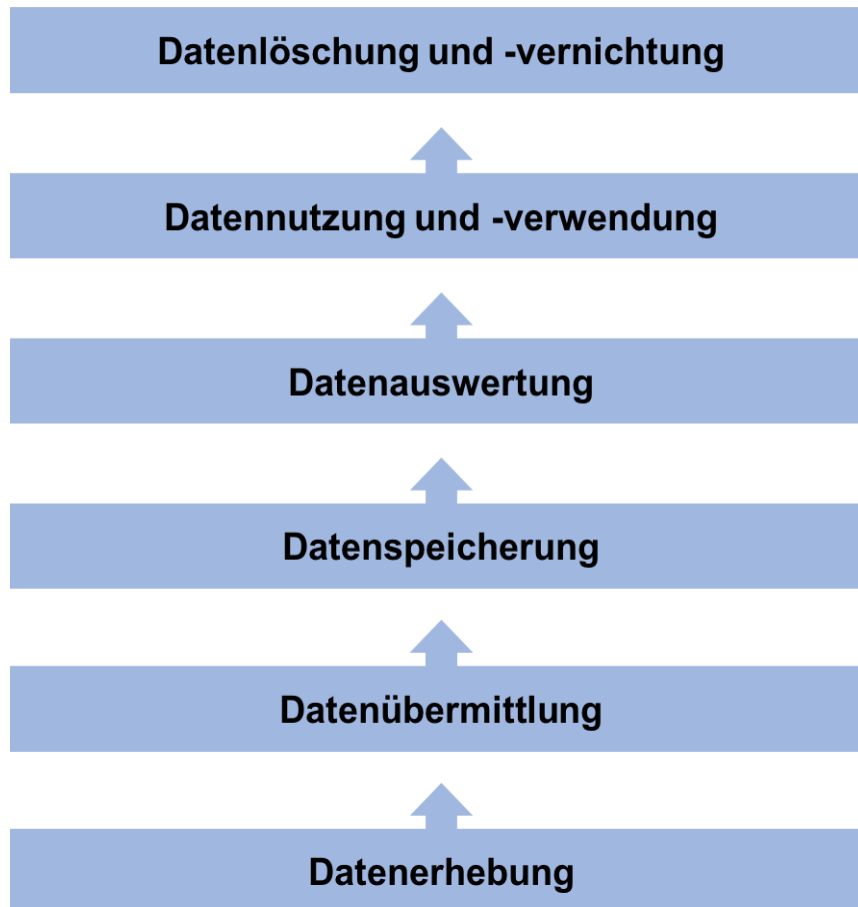 Datenlöschung und -vernichtung
Datennutzung und -verwendung
Datenauswertung
Datenspeicherung
Datenübermittlung
Datenerhebung